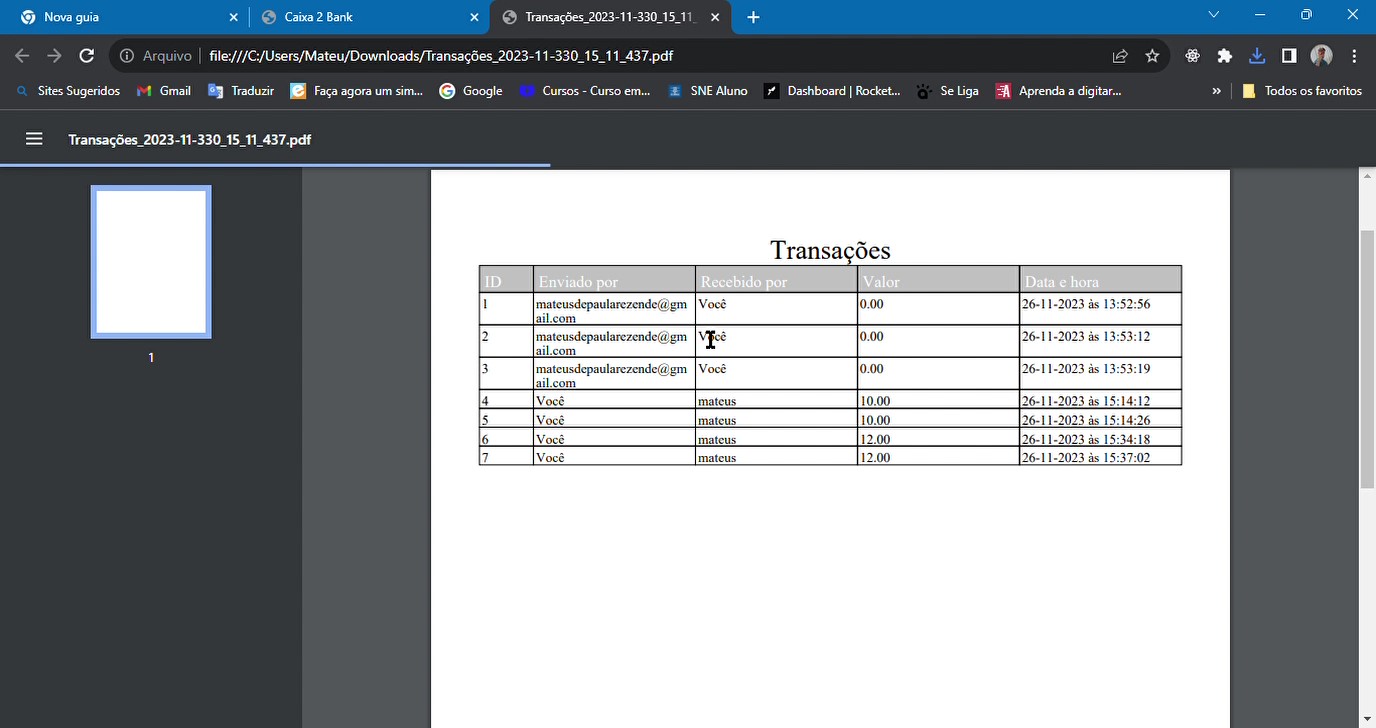 Nova guia
Caixa 2 Bank
Transações_2023-11-330_15_11_
Arquivo
file:///C:/Users/Mateu/Downloads/Transações_2023-11-330_15_11_437.pdf
Sites Sugeridos
Gmail
Traduzir
Faça agora um sim...
Google
Cursos - Curso em...
SNE Aluno
Dashboard | Rocket...
Se Liga
Aprenda a digitar...
»
Todos os favoritos
Transações_2023-11-330_15_11_437.pdf
1
Transações
ID Enviado por Recebido por Valor Data e hora
1 mateusdepaularezende@gm Você 0.00 26-11-2023 às 13:52:56
ail.com
2 mateusdepaularezende@gm Você 0.00 26-11-2023 às 13:53:12
ail.com
3 mateusdepaularezende@gm Você 0.00 26-11-2023 às 13:53:19
ail.com
4 Você mateus 10.00 26-11-2023 às 15:14:12
5 Você mateus 10.00 26-11-2023 às 15:14:26
6 Você mateus 12.00 26-11-2023 às 15:34:18
7 Você mateus 12.00 26-11-2023 às 15:37:02